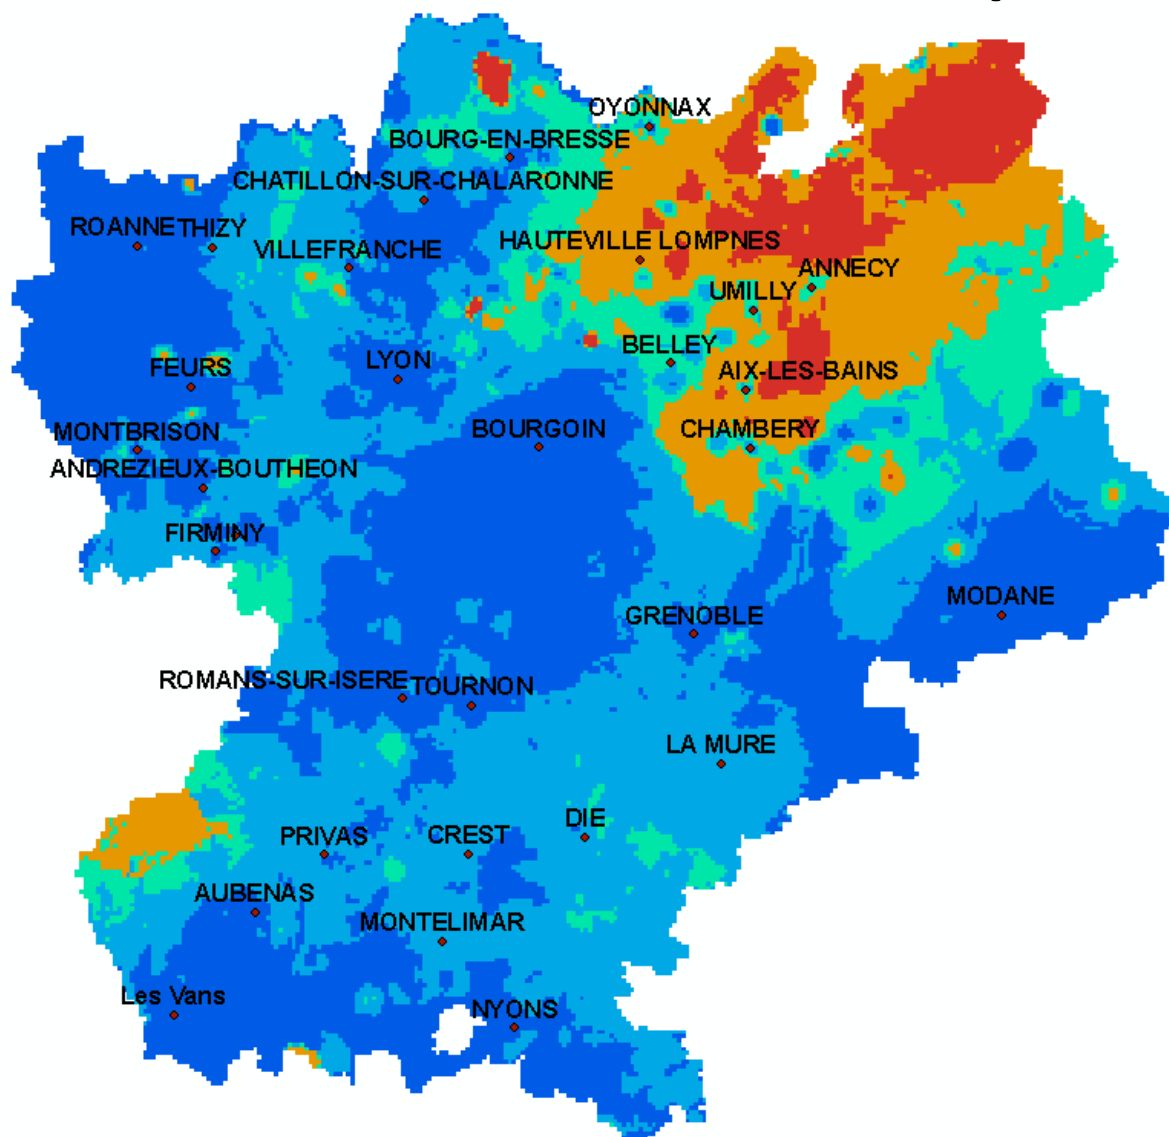 g
OYONNAX
BOURG-EN-BRESSE
CHATILLON-SUR-CHALARONNE
ROANNE THIZY
VILLEFRANCHE
HAUTEVILLE LOMPNES
ANNECY
UMILLY
BELLEY
LYON
FEURS
AIX-LES-BAINS
MONTBRISON
BOURGOIN
CHAMBERY
ANDREZIEUX-BOUTHEON
FIRMINY
MODANE
GRENOBLE
ROMANS-SUR-ISERE
TOURNON
LA MURE
DIE
PRIVAS
CREST
AUBENAS
MONTELIMAR
Les Vans
NYONS